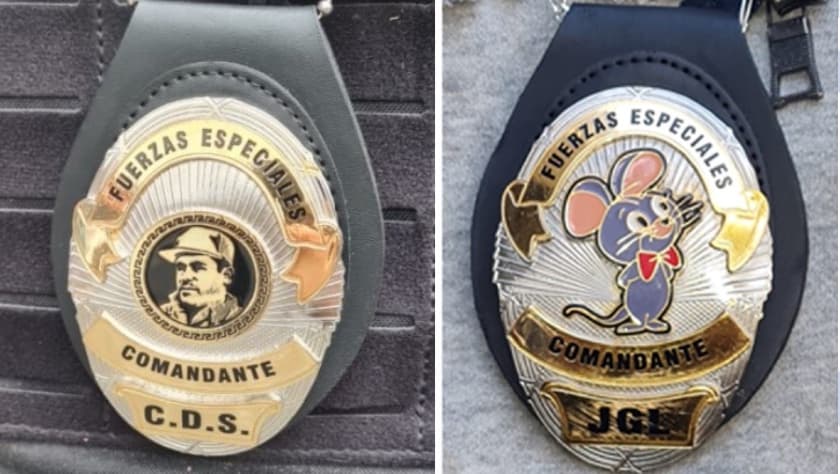 FUERZAS ESPECIALES
COMANDANTE
C.D.S.
FUERZAS ESPECIALES
COMANDANTE
JGL